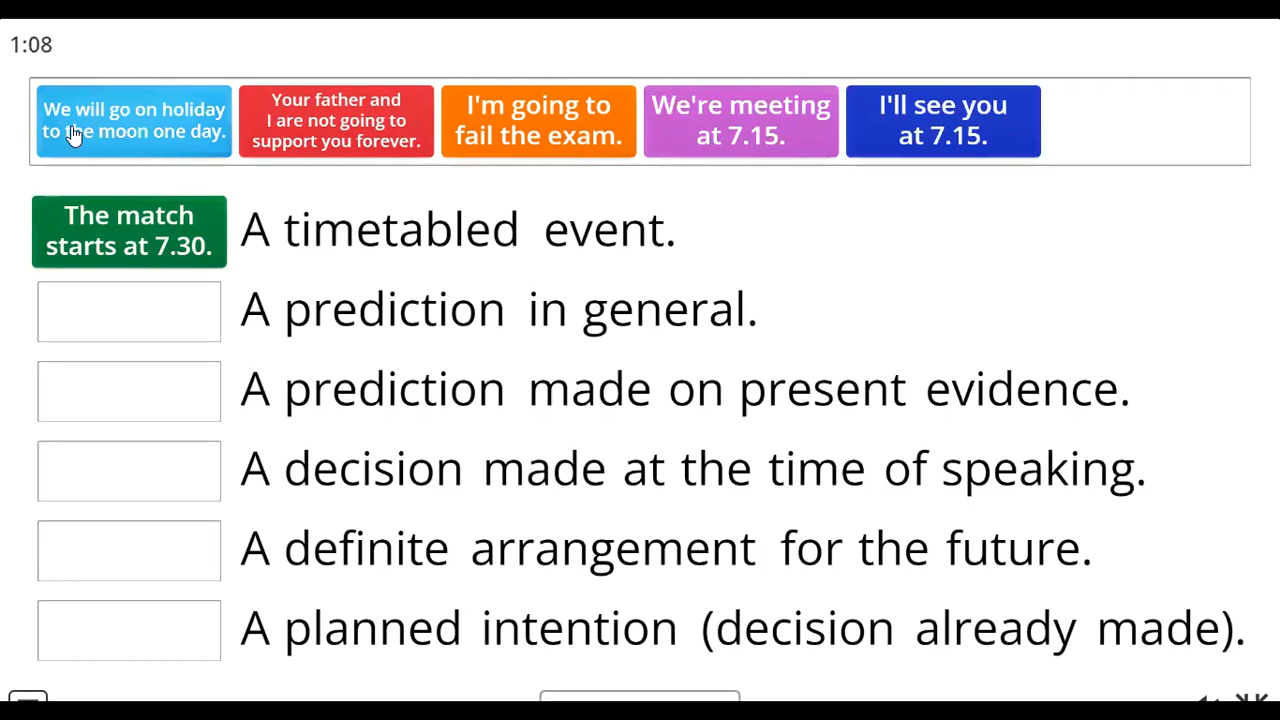 1:08
We will go on holiday
to the moon one day.
Your father and
I are not going to
support you forever.
I'm going to
fail the exam.
We're meeting
at 7.15.
I'll see you
at 7.15.
The match
starts at 7.30.
A timetabled event.
A prediction in general.
A prediction made on present evidence.
A decision made at the time of speaking.
A definite arrangement for the future.
A planned intention (decision already made).